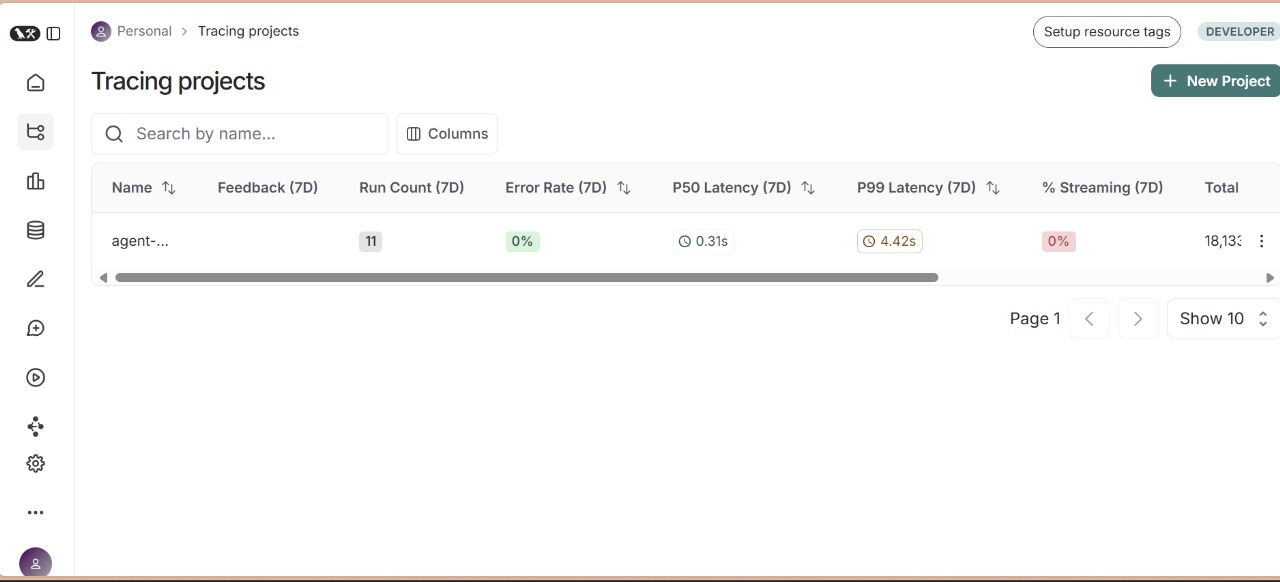 Personal > Tracing projects
Setup resource tags
DEVELOPER
Tracing projects
+ New Project
Search by name...
Columns
Name Feedback (7D) Run Count (7D) Error Rate (7D) P50 Latency (7D) P99 Latency (7D) % Streaming (7D) Total
agent-... 11 0% 0.31s 4.42s 0% 18,13
Page 1
Show 10